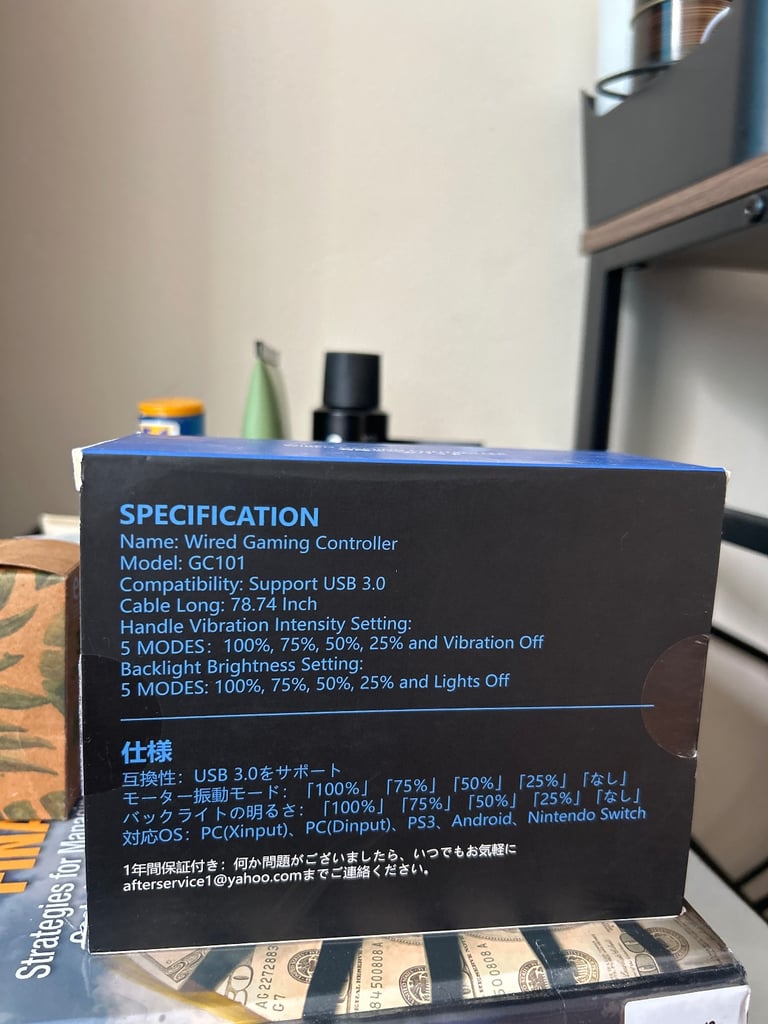 SPECIFICATION
Name: Wired Gaming Controller
Model: GC101
Compatibility: Support USB 3.0
Cable Long: 78.74 Inch
Handle Vibration Intensity Setting:
5 MODES: 100%, 75%, 50%, 25% and Vibration Off
Backlight Brightness Setting:
5 MODES: 100%, 75%, 50%, 25% and Lights Off
仕様
互換性：USB 3.0をサポート
モーター振動モード：「100%」「75%」「50%」「25%」「なし」
バックライトの明るさ：「100%」「75%」「50%」「25%」「なし」
対応OS：PC(Xinput)、PC(Dinput)、PS3、Android、Nintendo Switch
1年間保証付き；何か問題がございましたら、いつでもお気軽に
afterservice1@yahoo.comまでご連絡ください。
Strategies for
AG2272883
G7
84500808A
500808A